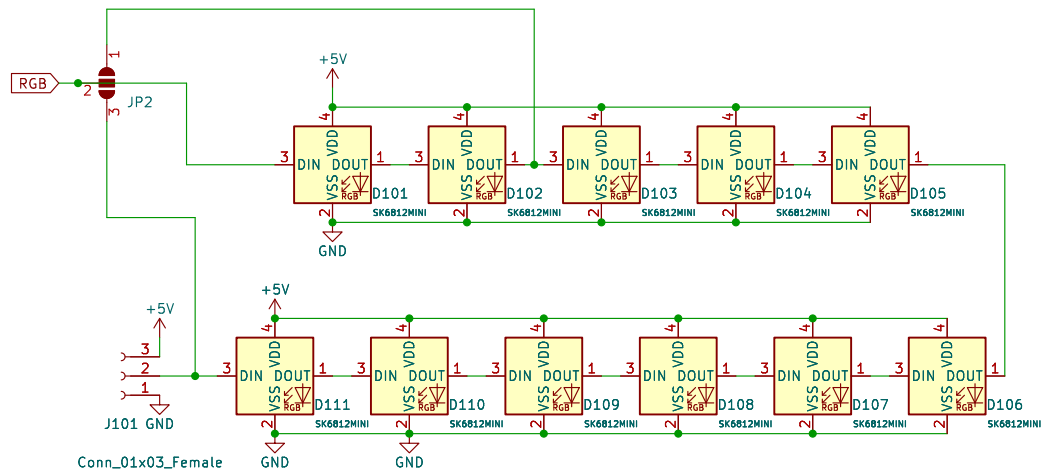 1
RGB
2
JP2
3
+5V
4 4 4 4 4
VDD VDD VDD VDD VDD
3 DIN DOUT 1 3 DIN DOUT 1 3 DIN DOUT 1 3 DIN DOUT 1 3 DIN DOUT 1
VSS VSS VSS VSS VSS
RGB D101 RGB D102 RGB D103 RGB D104 RGB D105
2 SK6812MINI 2 SK6812MINI 2 SK6812MINI 2 SK6812MINI 2 SK6812MINI
GND
+5V
+5V
4 4 4 4 4 4
VDD VDD VDD VDD VDD VDD
3
2 3 DIN DOUT 1 3 DIN DOUT 1 3 DIN DOUT 1 3 DIN DOUT 1 3 DIN DOUT 1 3 DIN DOUT 1
1 VSS VSS VSS VSS VSS VSS
RGB D111 RGB D110 RGB D109 RGB D108 RGB D107 RGB D106
J101 GND 2 SK6812MINI 2 SK6812MINI 2 SK6812MINI 2 SK6812MINI 2 SK6812MINI 2 SK6812MINI
Conn_01x03_Female GND GND